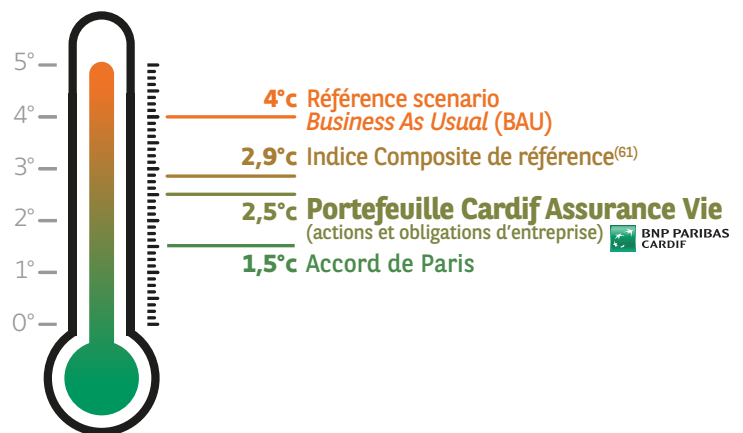 5°
4°
3°
2°
1°
0°
4°c Référence scenario
Business As Usual (BAU)
2,9°c Indice Composite de référence(61)
2,5°c Portefeuille Cardif Assurance Vie
(actions et obligations d'entreprise)
BNP PARIBAS
CARDIF
1,5°c Accord de Paris